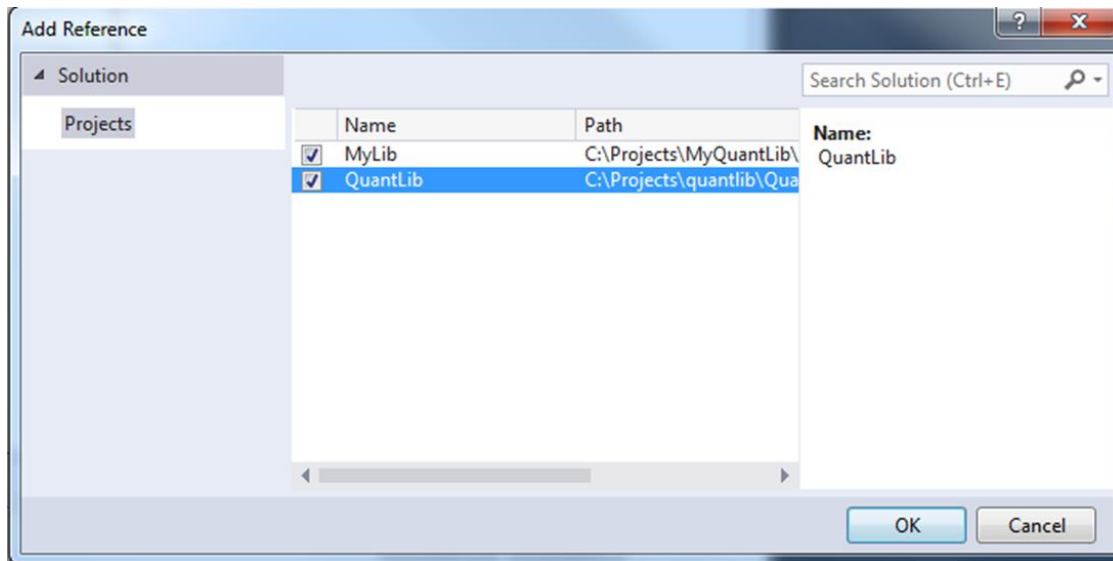 Add Reference
?
x
Solution
Search Solution (Ctrl+E)
Projects
Name Path
MyLib C:\Projects\MyQuantLib\
QuantLib C:\Projects\quantlib\Qua
Name:
QuantLib
OK Cancel